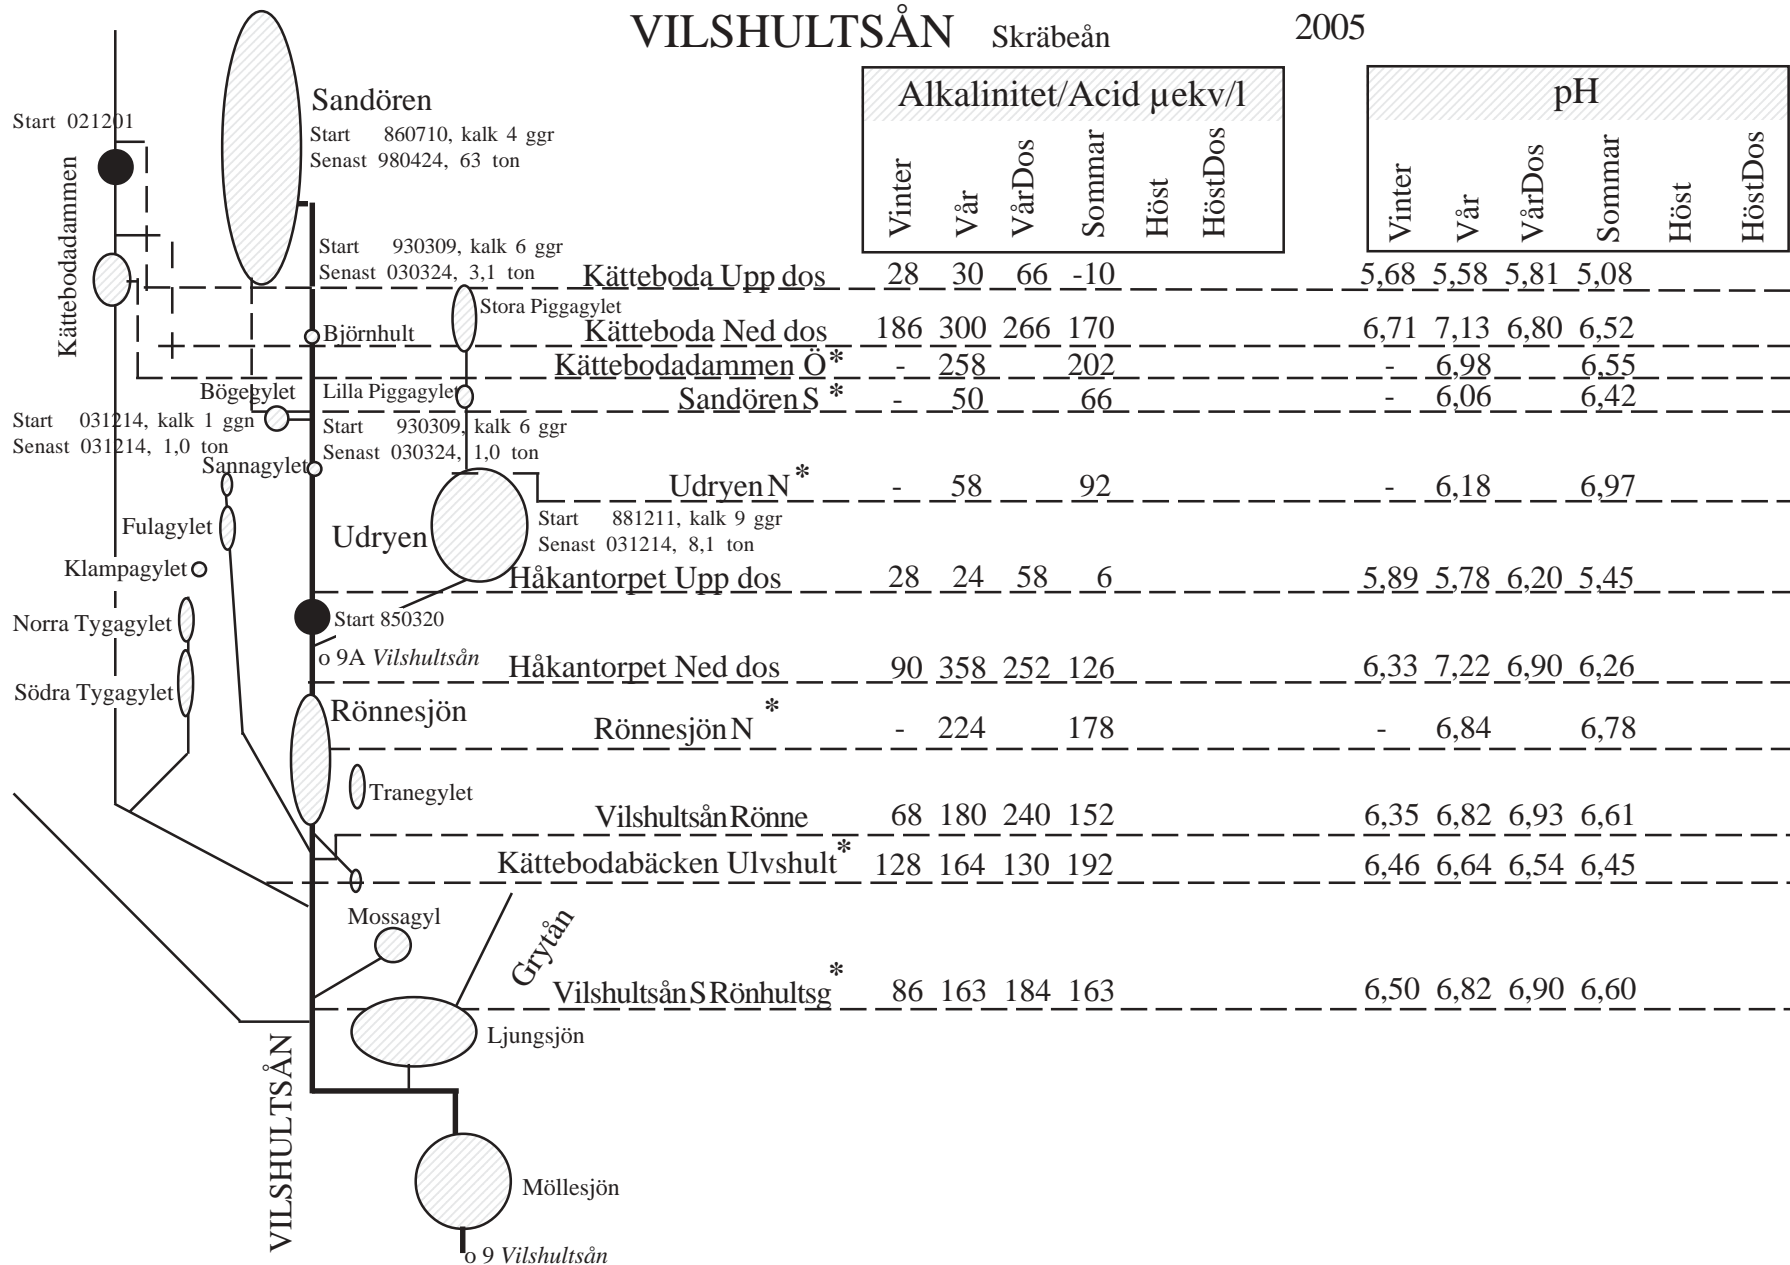 VILSHULTSÅN Skräbeån 2005
Alkalinitet/Acid µekv/l pH
Vinter Vår VårDos Sommar Höst HöstDos Vinter Vår VårDos Sommar Höst HöstDos
Sandören
Start 860710, kalk 4 ggr
Senast 980424, 63 ton
Start 021201
Kättebodadammen
Start 930309, kalk 6 ggr
Senast 030324, 3,1 ton
Kätteboda Upp dos 28 30 66 -10 5,68 5,58 5,81 5,08
Stora Piggagylet
Björnhult
Kätteboda Ned dos 186 300 266 170 6,71 7,13 6,80 6,52
Kättebodadammen Ö* - 258 202 - 6,98 6,55
Bögegylet
Lilla Piggagylet
Sandören S * - 50 66 - 6,06 6,42
Start 031214, kalk 1 ggn
Senast 031214, 1,0 ton
Start 930309, kalk 6 ggr
Senast 030324, 1,0 ton
Sannagylet
Udryen N * - 58 92 - 6,18 6,97
Fulagylet
Udryen
Start 881211, kalk 9 ggr
Senast 031214, 8,1 ton
Klampagylet
Håkantorpet Upp dos 28 24 58 6 5,89 5,78 6,20 5,45
Norra Tygagylet
Start 850320
o 9A Vilshultsån
Håkantorpet Ned dos 90 358 252 126 6,33 7,22 6,90 6,26
Södra Tygagylet
Rönnesjön
Rönnesjön N * - 224 178 - 6,84 6,78
Tranegylet
Vilshultsån Rönne 68 180 240 152 6,35 6,82 6,93 6,61
Kättebodabäcken Ulvshult* 128 164 130 192 6,46 6,64 6,54 6,45
Mossagyl
Grytån
Vilshultsån S Rönhultsg * 86 163 184 163 6,50 6,82 6,90 6,60
Ljungsjön
VILSHULTSÅN
Möllesjön
o 9 Vilshultsån